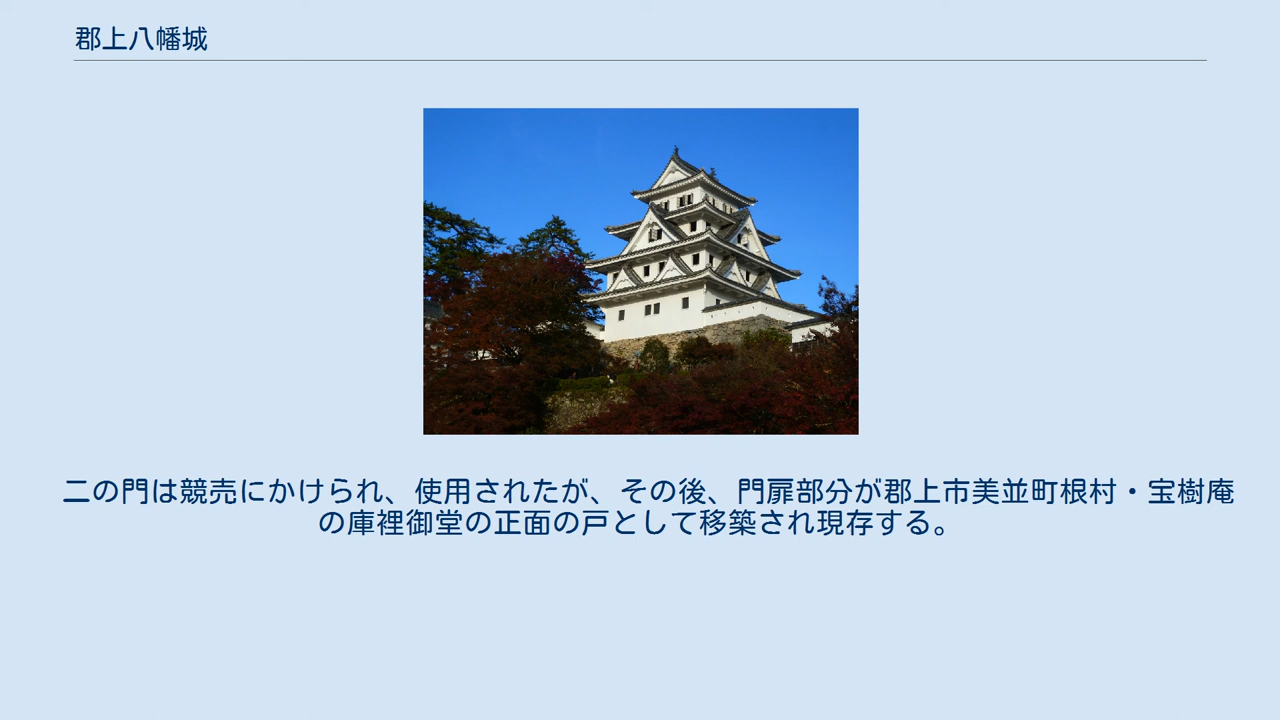 郡上八幡城
二の門は競売にかけられ、使用されたが、その後、門扉部分が郡上市美並町根村・宝樹庵
の庫裡御堂の正面の戸として移築され現存する。